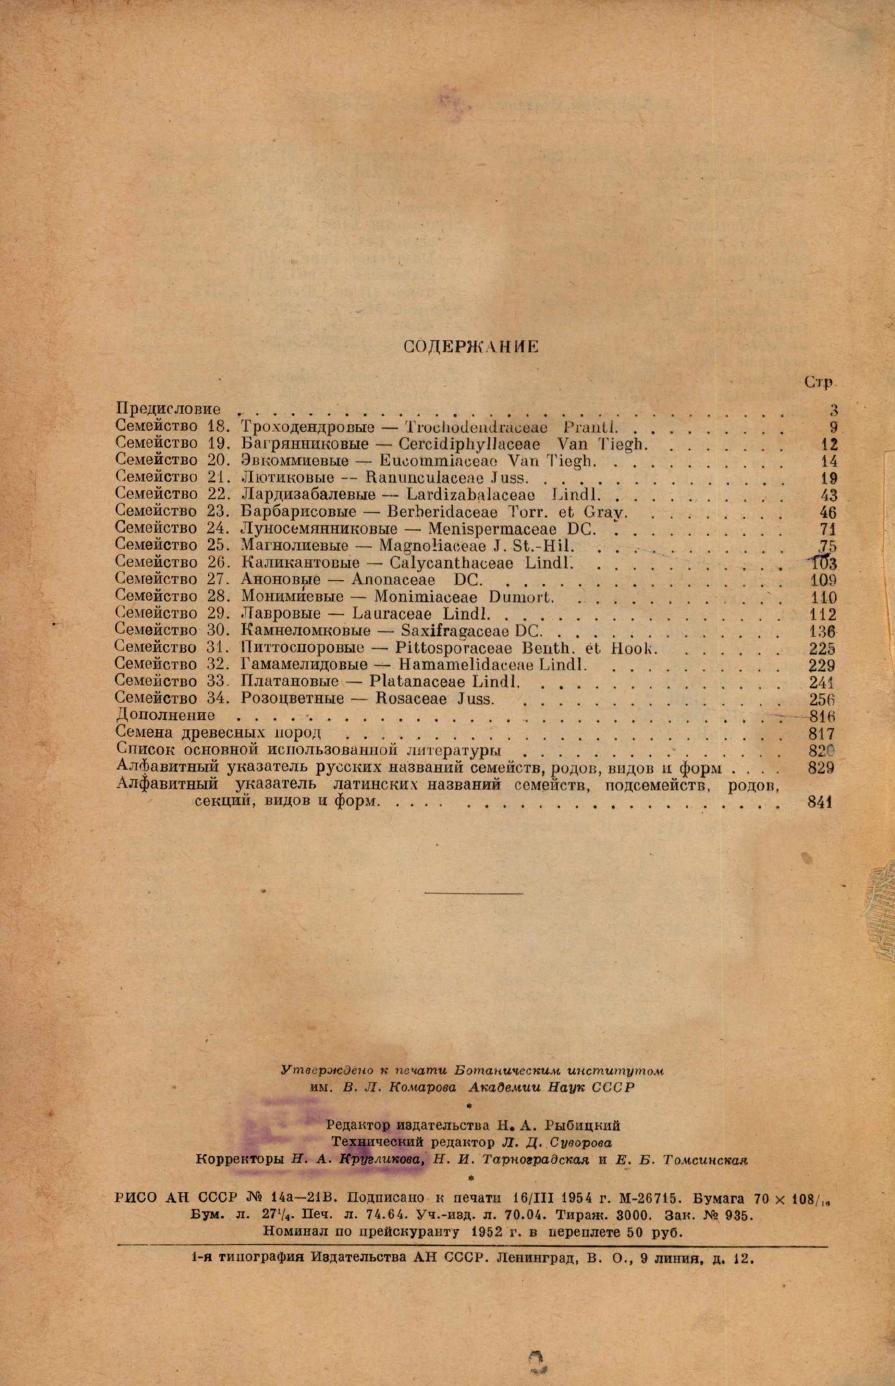 СОДЕРЖАНИЕ
Стр.
Предисловие . . . . . . . . . . 3
Семейство 18. Троходендровые — Trochodendraceae Prantl. . . . . . . . . . . 9
Семейство 19. Багрянниковые — Cercidiphyllaceae Van Tiegh. . . . . . . . . 12
Семейство 20. Эвкоммиевые — Eucommiaceae Van Tiegh. . . . . . . . . . 14
Семейство 21. Лютиковые — Ranunculaceae Juss. . . . . . . . . . . 19
Семейство 22. Лардизабалевые — Lardizabalaceae Lindl. . . . . . . . . . 43
Семейство 23. Барбарисовые — Berberidaceae Torr. et Gray. . . . . . . . . 46
Семейство 24. Луносемянниковые — Menispermaceae DC. . . . . . . . . . 71
Семейство 25. Магнолиевые — Magnoliaceae J. St.-Hil. . . . . . . . . . 75
Семейство 26. Каликантовые — Calycanthaceae Lindl. . . . . . . . . . 103
Семейство 27. Аноновые — Anonaceae DC. . . . . . . . . . . 109
Семейство 28. Монимиевые — Monimiaceae Dumort. . . . . . . . . . 110
Семейство 29. Лавровые — Lauraceae Lindl. . . . . . . . . . . 112
Семейство 30. Камнеломковые — Saxifragaceae DC. . . . . . . . . . 136
Семейство 31. Питтоспоровые — Pittosporaceae Benth. et Hook. . . . . . . 225
Семейство 32. Гамамелидовые — Hamamelidaceae Lindl. . . . . . . . . 229
Семейство 33. Платановые — Platanaceae Lindl. . . . . . . . . . 241
Семейство 34. Розоцветные — Rosaceae Juss. . . . . . . . . . 256
Дополнение . . . . . . . . . . 816
Семена древесных пород . . . . . . . . . . 817
Список основной использованной литературы . . . . . . . . . .
Алфавитный указатель русских названий семейств, родов, видов и форм . . . . 829
Алфавитный указатель латинских названий семейств, подсемейств, родов,
секций, видов и форм. . . . . . . . . . 841
Утверждено к печати Ботаническим институтом
им. В. Л. Комарова Академии Наук СССР
*
Редактор издательства Н. А. Рыбицкий
Технический редактор Л. Д. Суворова
Корректоры Н. А. Кругликова, Н. И. Тарноградская и Е. Б. Томсинская
*
РИСО АН СССР № 14а—21В. Подписано к печати 16/III 1954 г. М-26715. Бумага 70 × 108/₁₆
Бум. л. 27¹/₄. Печ. л. 74.64. Уч.-изд. л. 70.04. Тираж. 3000. Зак. № 935.
Номинал по прейскуранту 1952 г. в переплете 50 руб.
1-я типография Издательства АН СССР. Ленинград, В. О., 9 линия, д. 12.